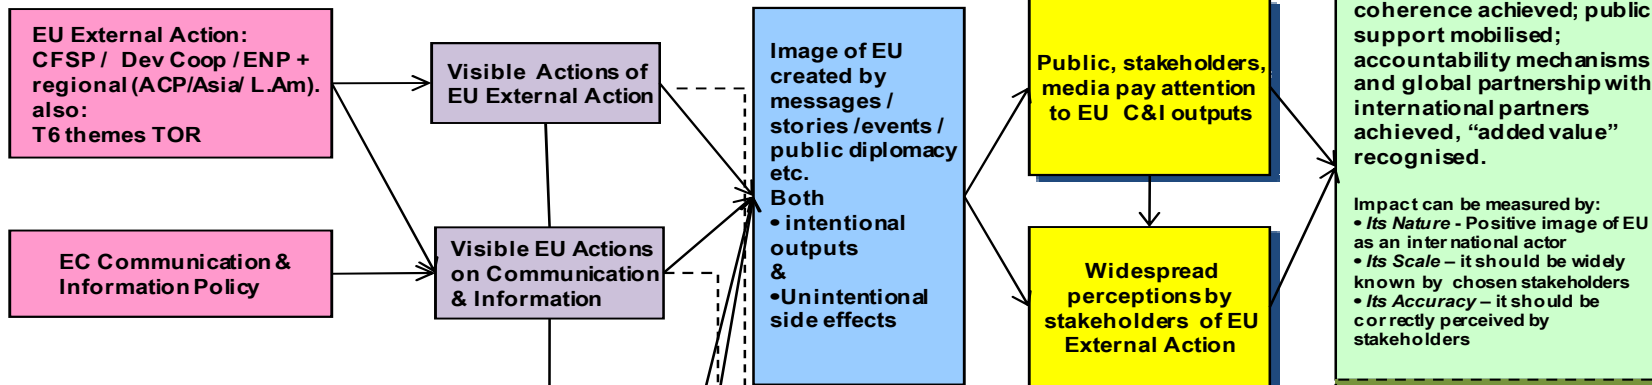 EU External Action:
CFSP / Dev Coop / ENP +
regional (ACP/Asia/ L.Am).
also:
T6 themes TOR
EC Communication &
Information Policy
Visible Actions of
EU External Action
Visible EU Actions
on Communication
& Information
Image of EU
created by
messages /
stories /events /
public diplomacy
etc.
Both
• intentional
outputs
&
•Unintentional
side effects
Public, stakeholders,
media pay attention
to EU C&I outputs
Widespread
perceptions by
stakeholders of EU
External Action
coherence achieved; public
support mobilised;
accountability mechanisms
and global partnership with
international partners
achieved, “added value”
recognised.
Impact can be measured by:
• Its Nature - Positive image of EU
as an international actor
• Its Scale – it should be widely
known by chosen stakeholders
• Its Accuracy – it should be
correctly perceived by
stakeholders